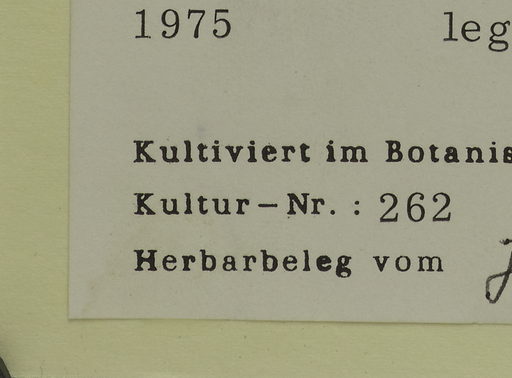 1975 leg
Kultiviert im Botanis
Kultur-Nr. : 262
Herbarbeleg vom